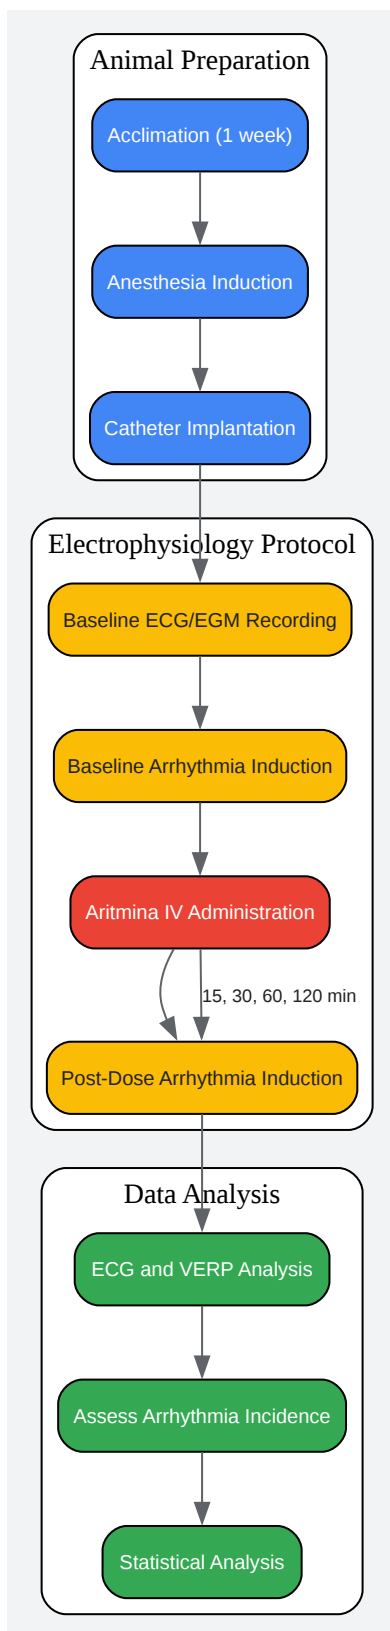 Animal Preparation
Acclimation (1 week)
Anesthesia Induction
Catheter Implantation
Electrophysiology Protocol
Baseline ECG/EGM Recording
Baseline Arrhythmia Induction
Aritmina IV Administration
15, 30, 60, 120 min
Post-Dose Arrhythmia Induction
Data Analysis
ECG and VERP Analysis
Assess Arrhythmia Incidence
Statistical Analysis